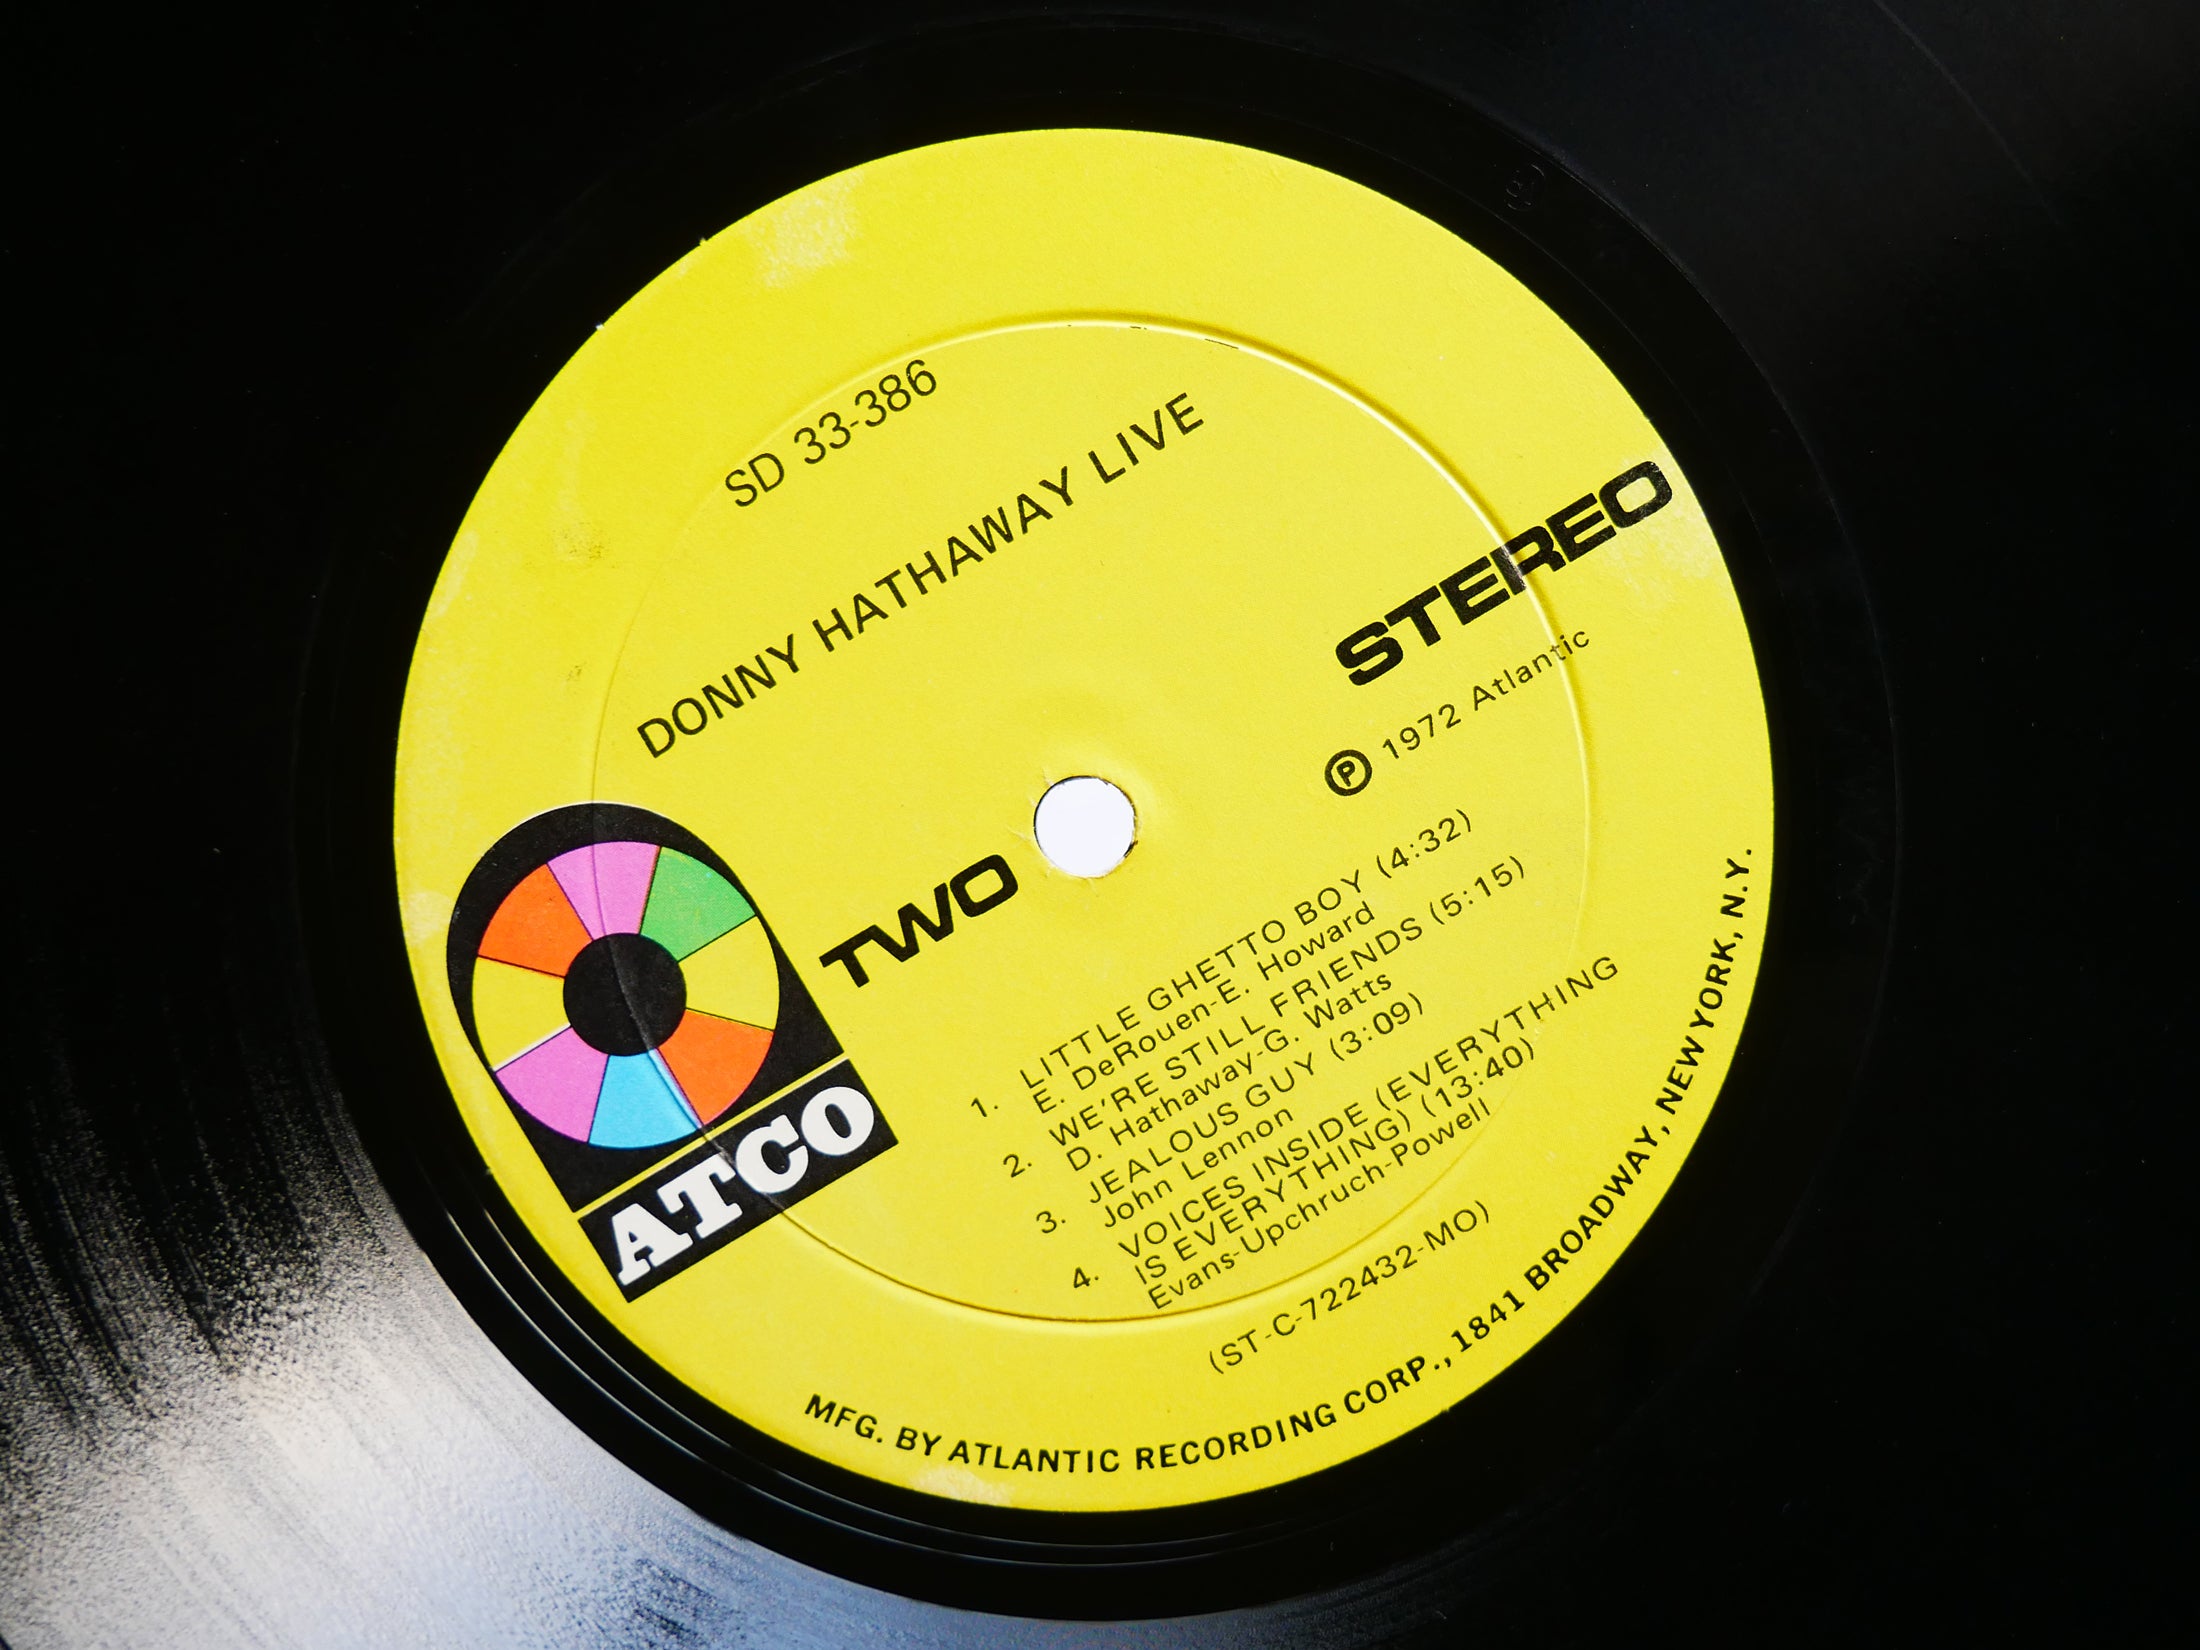 SD 33-386
DONNY HATHAWAY LIVE
STEREO
Ⓟ 1972 Atlantic
TWO
ATCO
1. LITTLE GHETTO BOY (4:32)
E. DeRouen-E. Howard
2. WE'RE STILL FRIENDS (5:15)
D. Hathaway-G. Watts
3. JEALOUS GUY (3:09)
John Lennon
4. VOICES INSIDE (EVERYTHING
IS EVERYTHING) (13:40)
Evans-Upchruch-Powell
(ST-C-722432-MO)
MFG. BY ATLANTIC RECORDING CORP., 1841 BROADWAY, NEW YORK, N.Y.